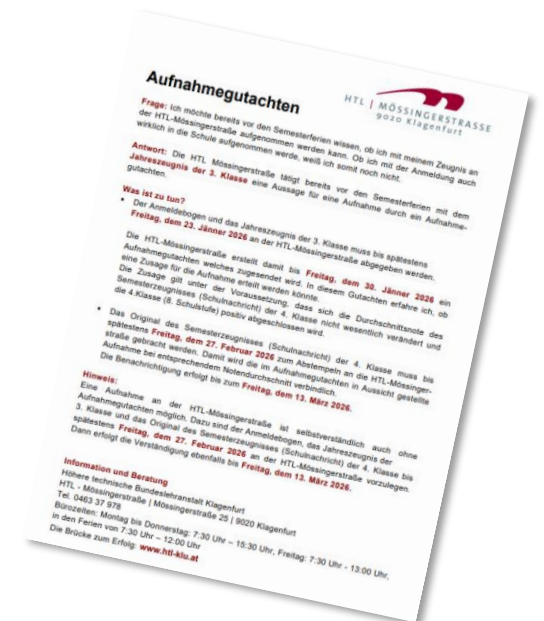 Aufnahmegutachten
HTL | MÖSSINGERSTRASSE
9020 Klagenfurt
Frage: Ich möchte bereits vor den Semesterferien wissen, ob ich mit meinem Zeugnis an
der HTL-Mössingerstraße aufgenommen werden kann. Ob ich mit der Anmeldung auch
wirklich in die Schule aufgenommen werde, weiß ich somit noch nicht.
Antwort: Die HTL Mössingerstraße tätigt bereits vor den Semesterferien mit dem
Jahreszeugnis der 3. Klasse eine Aussage für eine Aufnahme durch ein Aufnahme-
gutachten.
Was ist zu tun?
• Der Anmeldebogen und das Jahreszeugnis der 3. Klasse muss bis spätestens
Freitag, dem 23. Jänner 2026 an der HTL-Mössingerstraße abgegeben werden.
Die HTL-Mössingerstraße erstellt damit bis Freitag, dem 30. Jänner 2026 ein
Aufnahmegutachten welches zugesendet wird. In diesem Gutachten erfahre ich, ob
eine Zusage für die Aufnahme erteilt werden könnte.
Die Zusage gilt unter der Voraussetzung, dass sich die Durchschnittsnote des
Semesterzeugnisses (Schulnachricht) der 4. Klasse nicht wesentlich verändert und
die 4.Klasse (8. Schulstufe) positiv abgeschlossen wird.
• Das Original des Semesterzeugnisses (Schulnachricht) der 4. Klasse muss bis
spätestens Freitag, dem 27. Februar 2026 zum Abstempeln an die HTL-Mössinger-
straße gebracht werden. Damit wird die im Aufnahmegutachten in Aussicht gestellte
Aufnahme bei entsprechendem Notendurchschnitt verbindlich.
Die Benachrichtigung erfolgt bis zum Freitag, dem 13. März 2026.
Hinweis:
Eine Aufnahme an der HTL-Mössingerstraße ist selbstverständlich auch ohne
Aufnahmegutachten möglich. Dazu sind der Anmeldebogen, das Jahreszeugnis der
3. Klasse und das Original des Semesterzeugnisses (Schulnachricht) der 4. Klasse bis
spätestens Freitag, dem 27. Februar 2026 an der HTL-Mössingerstraße vorzulegen.
Dann erfolgt die Verständigung ebenfalls bis Freitag, dem 13. März 2026.
Information und Beratung
Höhere technische Bundeslehranstalt Klagenfurt
HTL - Mössingerstraße | Mössingerstraße 25 | 9020 Klagenfurt
Tel. 0463 37 978
Bürozeiten: Montag bis Donnerstag: 7:30 Uhr – 15:30 Uhr, Freitag: 7:30 Uhr - 13:00 Uhr,
in den Ferien von 7:30 Uhr – 12:00 Uhr
Die Brücke zum Erfolg: www.htl-klu.at